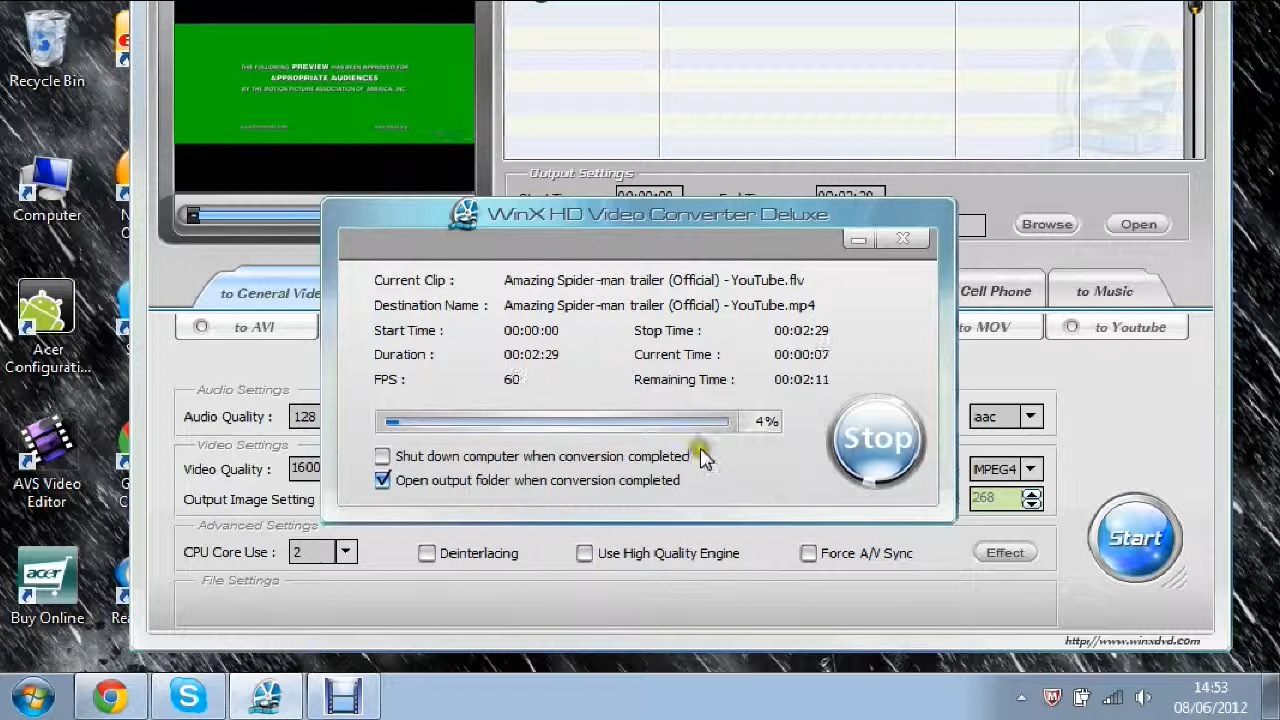 Recycle Bin
Computer
Acer
Configurati...
AVS Video
Editor
acer
Buy Online
THE FOLLOWING PREVIEW HAS BEEN APPROVED FOR
APPROPRIATE AUDIENCES
BY THE MOTION PICTURE ASSOCIATION OF AMERICA, INC.
Output Settings
Browse
Open
WinX HD Video Converter Deluxe
Current Clip : Amazing Spider-man trailer (Official) - YouTube.flv
Destination Name : Amazing Spider-man trailer (Official) - YouTube.mp4
Start Time : 00:00:00 Stop Time : 00:02:29
Duration : 00:02:29 Current Time : 00:00:07
FPS : 60 Remaining Time : 00:02:11
4%
Stop
Shut down computer when conversion completed
Open output folder when conversion completed
to General Vide
Cell Phone
to Music
to AVI
to MOV
to Youtube
Audio Settings
Audio Quality : 128
aac
Video Settings
Video Quality : 1600
MPEG4
Output Image Setting
268
Advanced Settings
CPU Core Use : 2
Deinterlacing
Use High Quality Engine
Force A/V Sync
Effect
Start
File Settings
http://www.winxdvd.com
14:53
08/06/2012